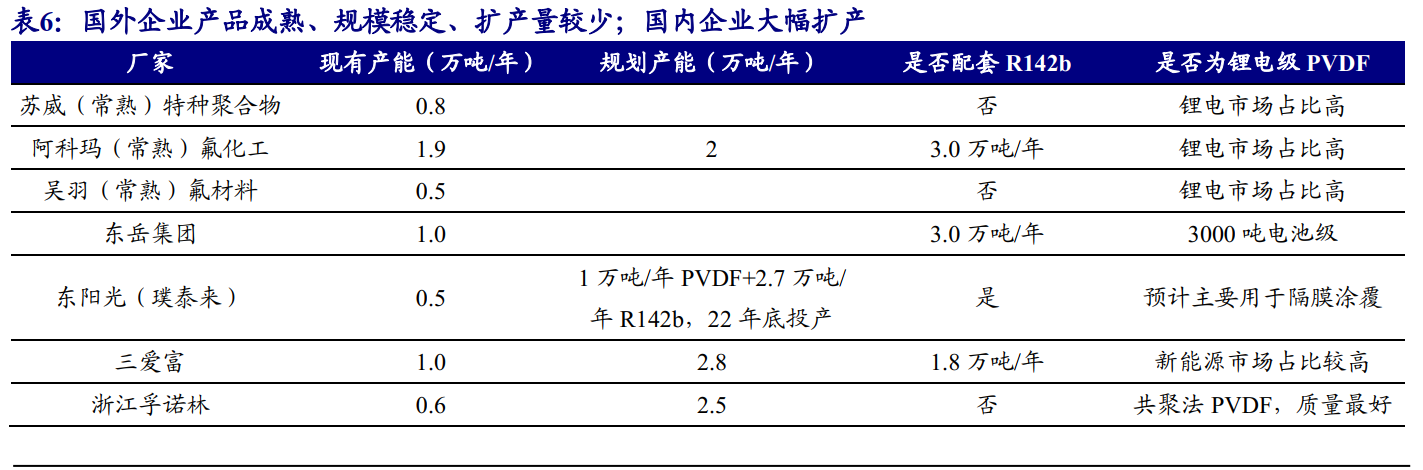 表6：国外企业产品成熟、规模稳定、扩产量较少；国内企业大幅扩产
厂家 现有产能（万吨/年） 规划产能（万吨/年） 是否配套 R142b 是否为锂电级 PVDF
苏威（常熟）特种聚合物 0.8 否 锂电市场占比高
阿科玛（常熟）氟化工 1.9 2 3.0 万吨/年 锂电市场占比高
吴羽（常熟）氟材料 0.5 否 锂电市场占比高
东岳集团 1.0 3.0 万吨/年 3000 吨电池级
东阳光（璞泰来） 0.5 1 万吨/年 PVDF+2.7 万吨/
年 R142b，22 年底投产 是 预计主要用于隔膜涂覆
三爱富 1.0 2.8 1.8 万吨/年 新能源市场占比较高
浙江孚诺林 0.6 2.5 否 共聚法 PVDF，质量最好